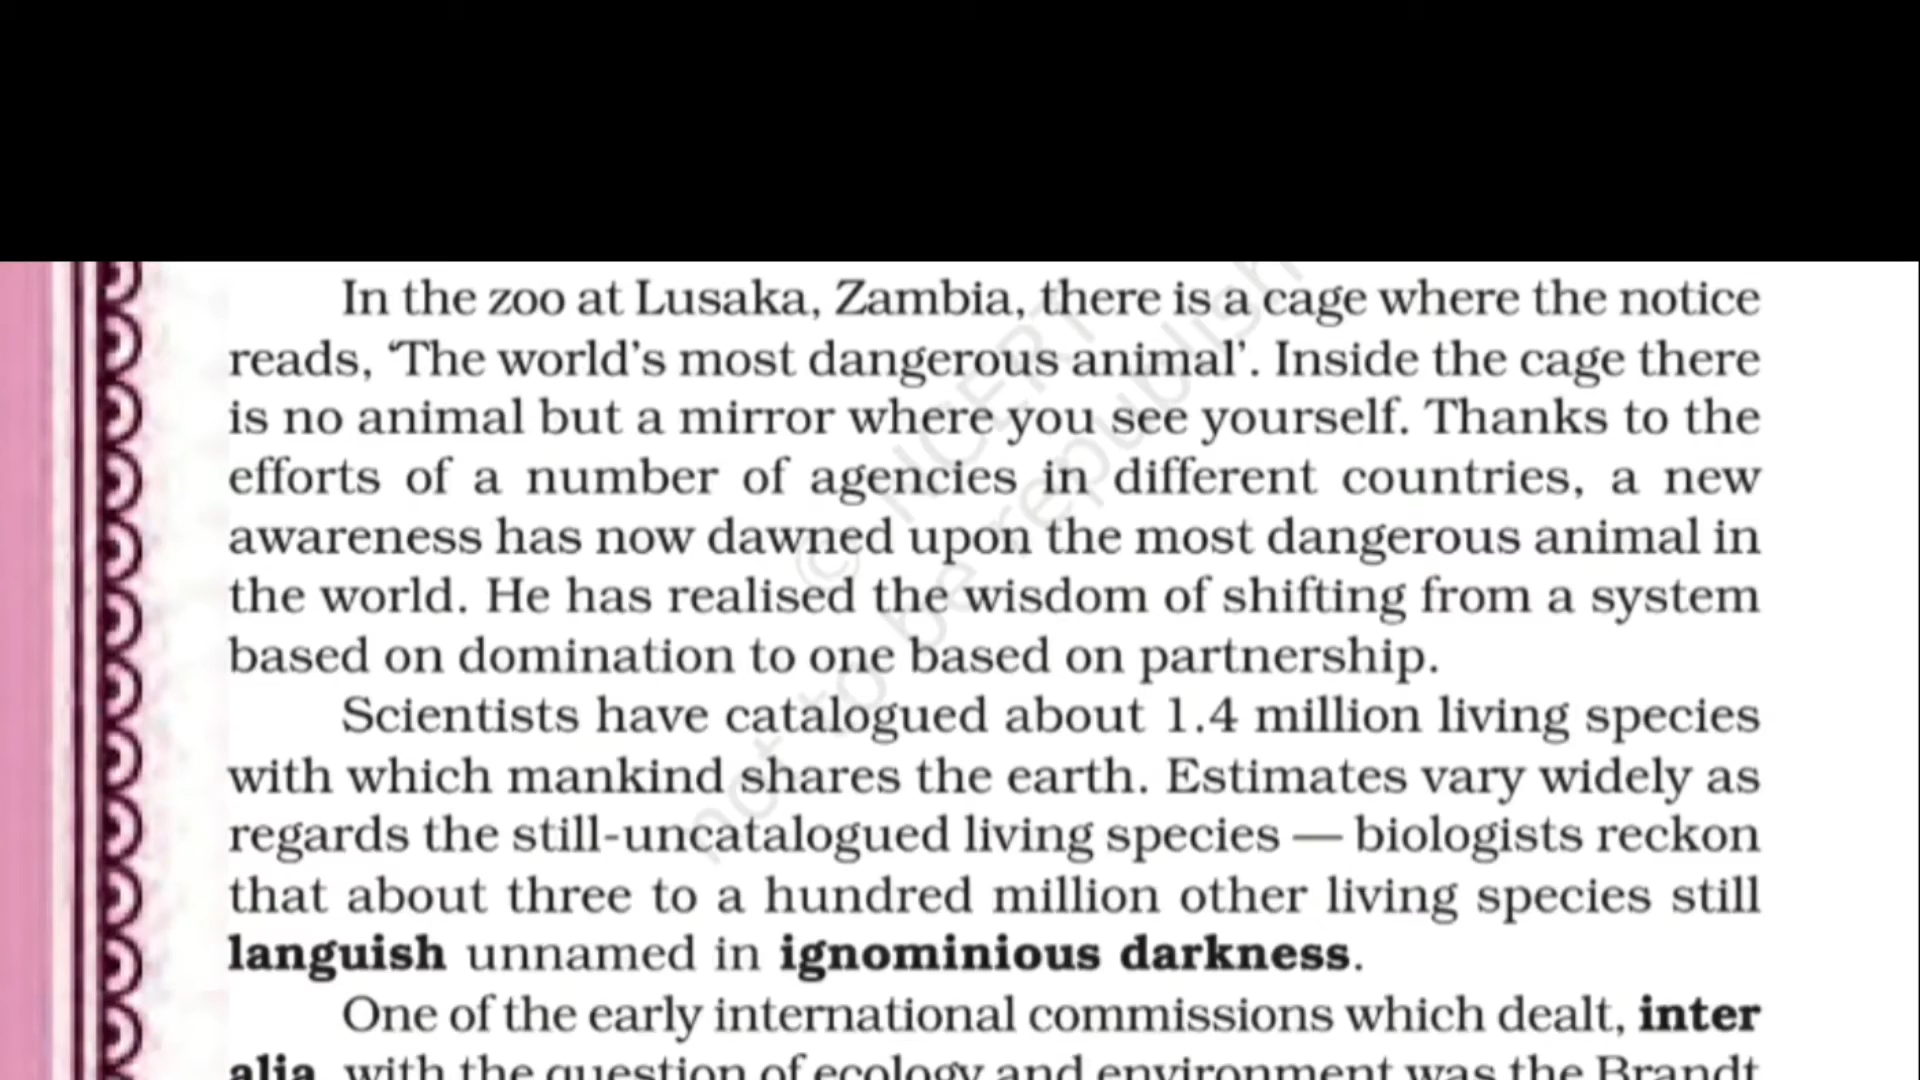 In the zoo at Lusaka, Zambia, there is a cage where the notice
reads, ‘The world’s most dangerous animal’. Inside the cage there
is no animal but a mirror where you see yourself. Thanks to the
efforts of a number of agencies in different countries, a new
awareness has now dawned upon the most dangerous animal in
the world. He has realised the wisdom of shifting from a system
based on domination to one based on partnership.
Scientists have catalogued about 1.4 million living species
with which mankind shares the earth. Estimates vary widely as
regards the still-uncatalogued living species — biologists reckon
that about three to a hundred million other living species still
languish unnamed in ignominious darkness.
One of the early international commissions which dealt, inter
alia, with the question of ecology and environment was the Brandt
© NCERT
not to be republish